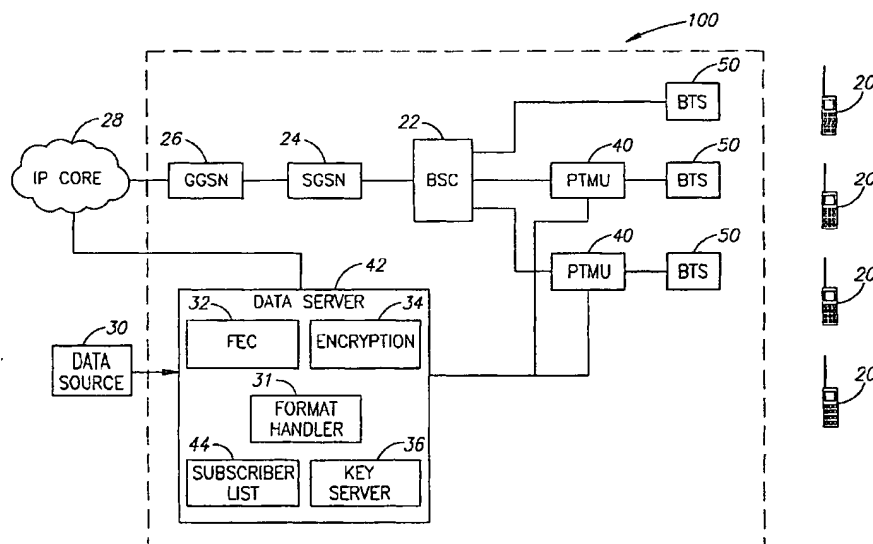 100
50
BTS
20
28
IP CORE
26
GGSN
24
SGSN
22
BSC
40
PTMU
50
BTS
20
40
PTMU
50
BTS
20
42
DATA SERVER
32
FEC
34
ENCRYPTION
30
DATA
SOURCE
31
FORMAT
HANDLER
20
44
SUBSCRIBER
LIST
36
KEY
SERVER